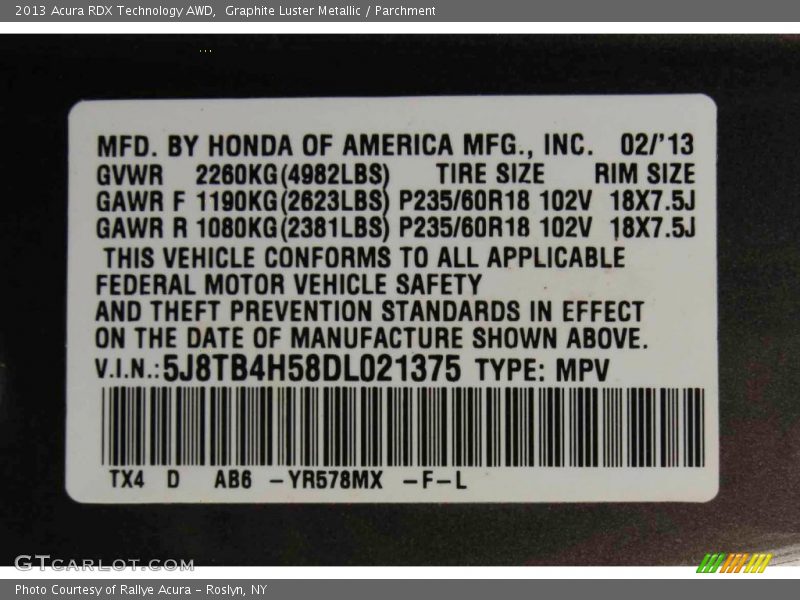 2013 Acura RDX Technology AWD, Graphite Luster Metallic / Parchment
MFD. BY HONDA OF AMERICA MFG., INC. 02/'13
GVWR 2260KG(4982LBS) TIRE SIZE RIM SIZE
GAWR F 1190KG(2623LBS) P235/60R18 102V 18X7.5J
GAWR R 1080KG(2381LBS) P235/60R18 102V 18X7.5J
THIS VEHICLE CONFORMS TO ALL APPLICABLE
FEDERAL MOTOR VEHICLE SAFETY
AND THEFT PREVENTION STANDARDS IN EFFECT
ON THE DATE OF MANUFACTURE SHOWN ABOVE.
V.I.N.:5J8TB4H58DL021375 TYPE: MPV
TX4 D AB6 -YR578MX -F-L
GTCARLOT.COM
Photo Courtesy of Rallye Acura - Roslyn, NY